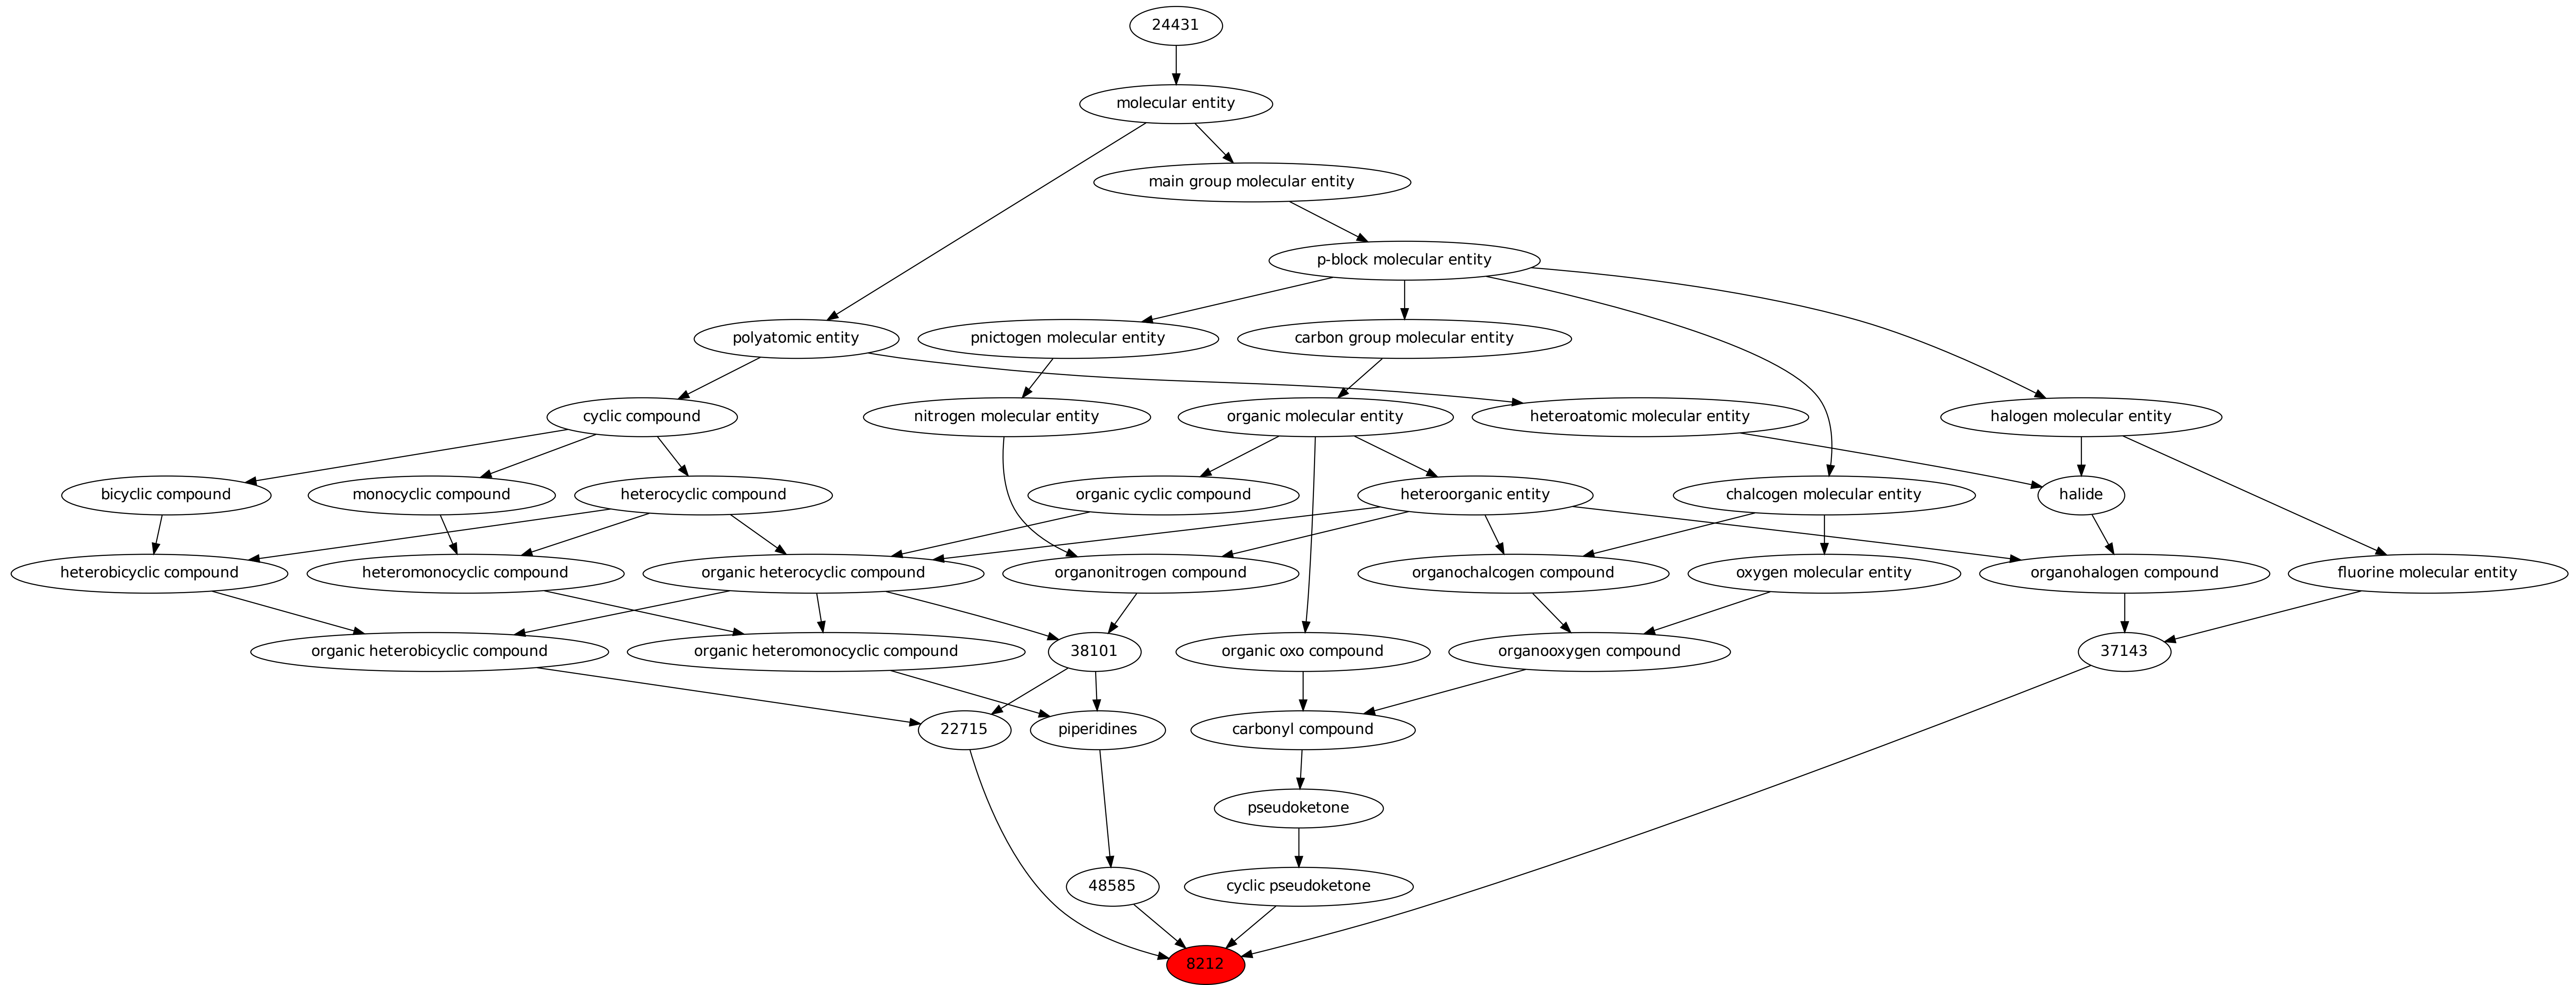 24431
molecular entity
main group molecular entity
p-block molecular entity
polyatomic entity
pnictogen molecular entity
carbon group molecular entity
cyclic compound
nitrogen molecular entity
organic molecular entity
heteroatomic molecular entity
halogen molecular entity
bicyclic compound
monocyclic compound
heterocyclic compound
organic cyclic compound
heteroorganic entity
chalcogen molecular entity
halide
heterobicyclic compound
heteromonocyclic compound
organic heterocyclic compound
organonitrogen compound
organochalcogen compound
oxygen molecular entity
organohalogen compound
fluorine molecular entity
organic heterobicyclic compound
organic heteromonocyclic compound
38101
organic oxo compound
organooxygen compound
37143
22715
piperidines
carbonyl compound
pseudoketone
48585
cyclic pseudoketone
8212